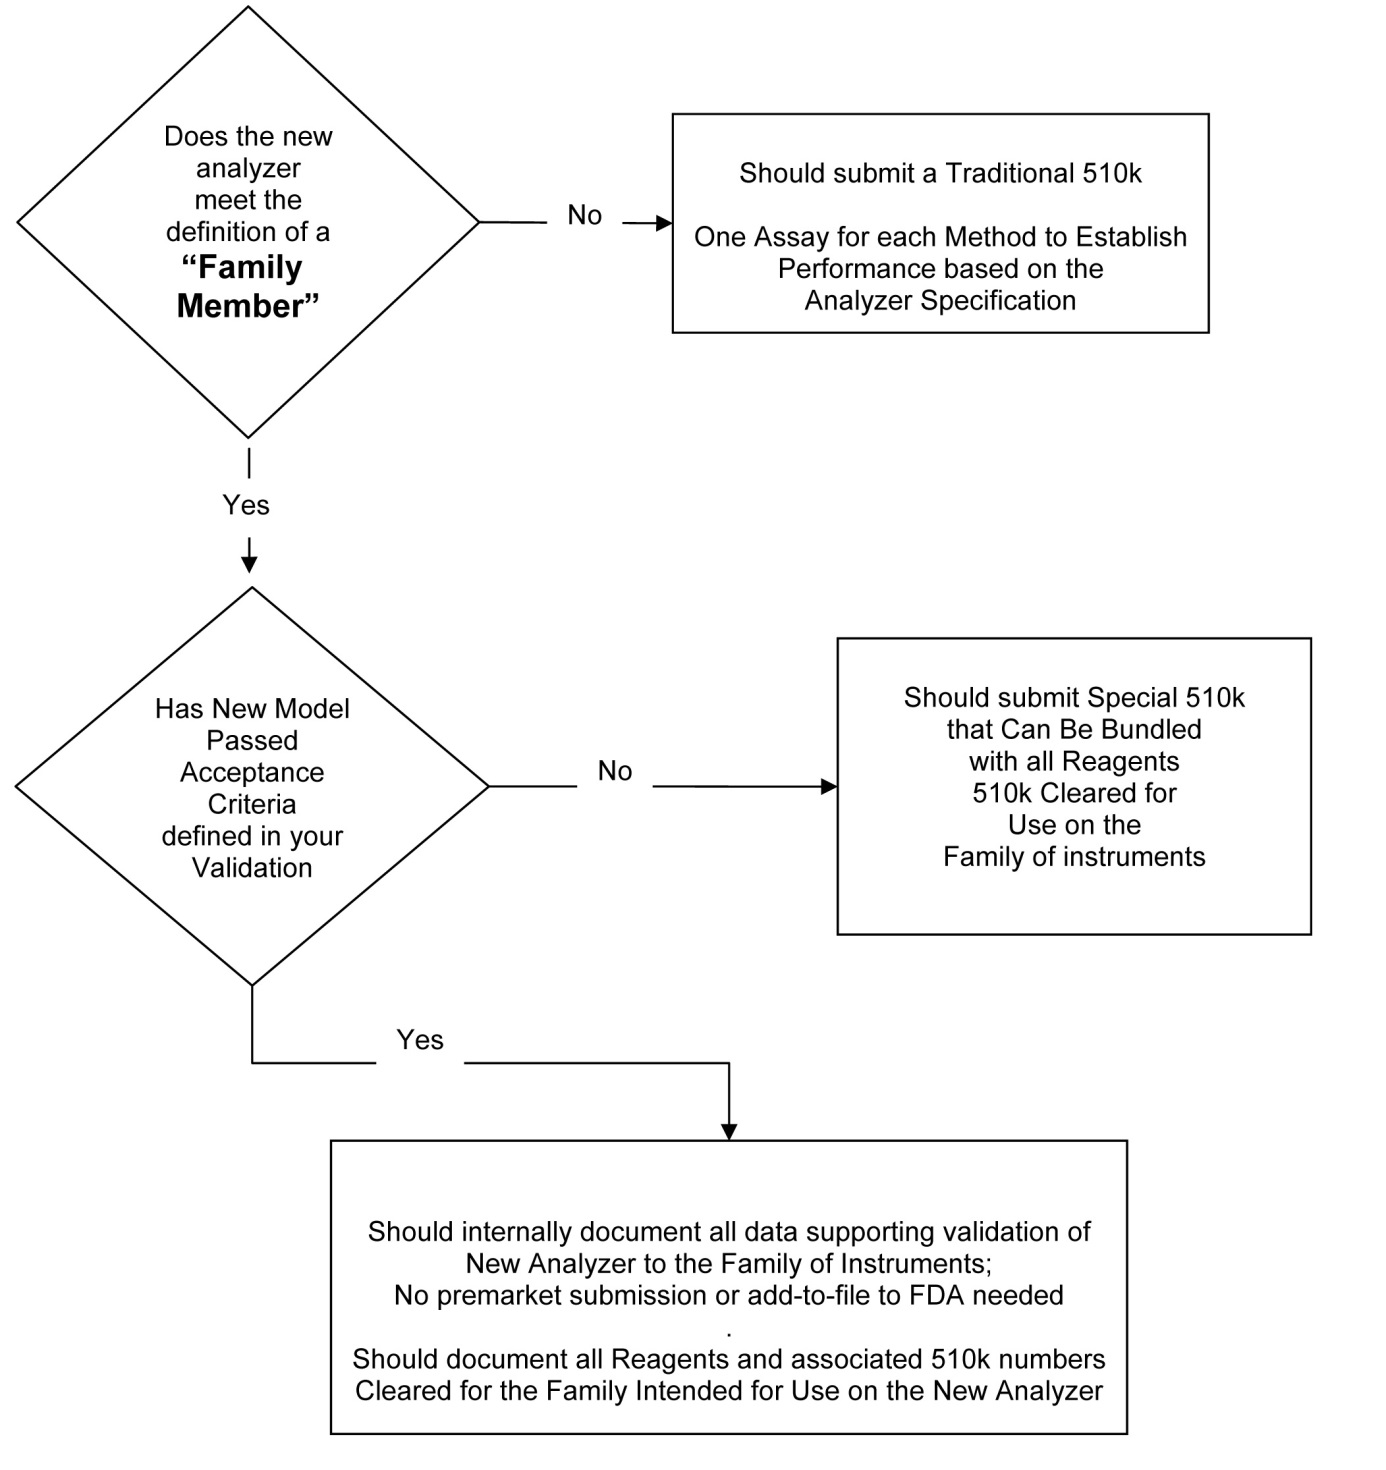 Does the new
analyzer
meet the
definition of a
“Family
Member”
No
Should submit a Traditional 510k
One Assay for each Method to Establish
Performance based on the
Analyzer Specification
Yes
Has New Model
Passed
Acceptance
Criteria
defined in your
Validation
No
Should submit Special 510k
that Can Be Bundled
with all Reagents
510k Cleared for
Use on the
Family of instruments
Yes
Should internally document all data supporting validation of
New Analyzer to the Family of Instruments;
No premarket submission or add-to-file to FDA needed
.
Should document all Reagents and associated 510k numbers
Cleared for the Family Intended for Use on the New Analyzer